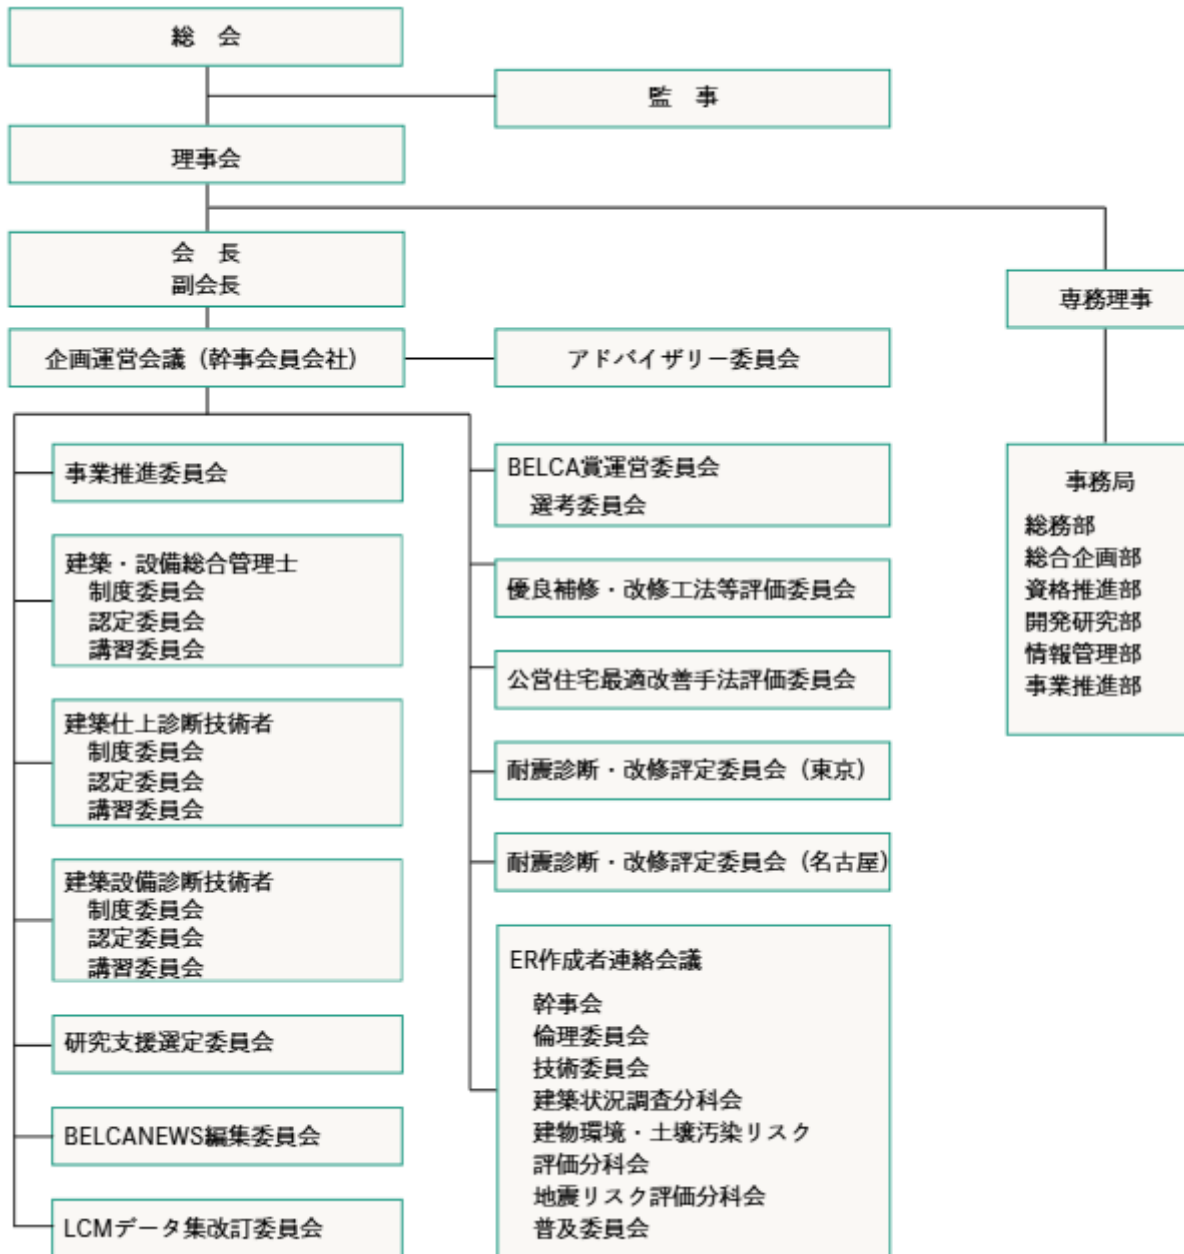 総　会
監　事
理事会
会　長
副会長
専務理事
企画運営会議（幹事会員会社）
アドバイザリー委員会
事業推進委員会
建築・設備総合管理士
制度委員会
認定委員会
講習委員会
建築仕上診断技術者
制度委員会
認定委員会
講習委員会
建築設備診断技術者
制度委員会
認定委員会
講習委員会
研究支援選定委員会
BELCANEWS編集委員会
LCMデータ集改訂委員会
BELCA賞運営委員会
選考委員会
優良補修・改修工法等評価委員会
公営住宅最適改善手法評価委員会
耐震診断・改修評定委員会（東京）
耐震診断・改修評定委員会（名古屋）
ER作成者連絡会議
幹事会
倫理委員会
技術委員会
建築状況調査分科会
建物環境・土壌汚染リスク
評価分科会
地震リスク評価分科会
普及委員会
事務局
総務部
総合企画部
資格推進部
開発研究部
情報管理部
事業推進部